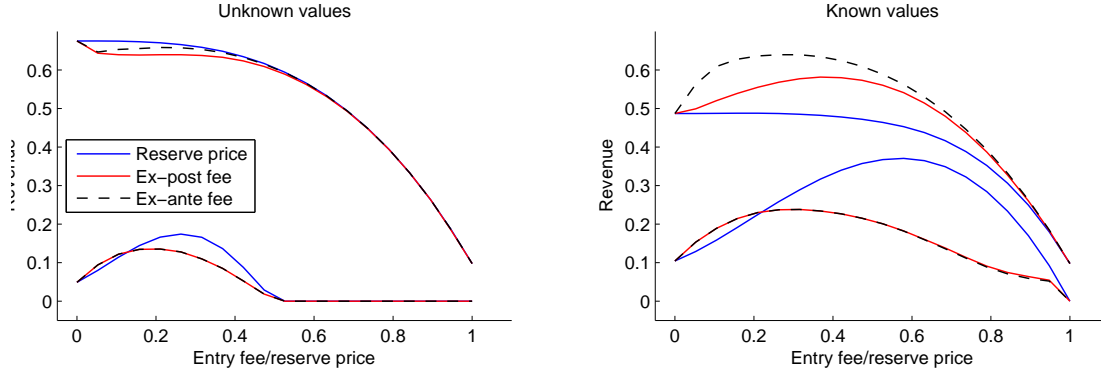 Unknown values
0.6
0.5
0.4
0.3
0.2
0.1
0
Revenue
Reserve price
Ex-post fee
Ex-ante fee
0 0.2 0.4 0.6 0.8 1
Entry fee/reserve price
Known values
0.6
0.5
0.4
0.3
0.2
0.1
0
Revenue
0 0.2 0.4 0.6 0.8 1
Entry fee/reserve price